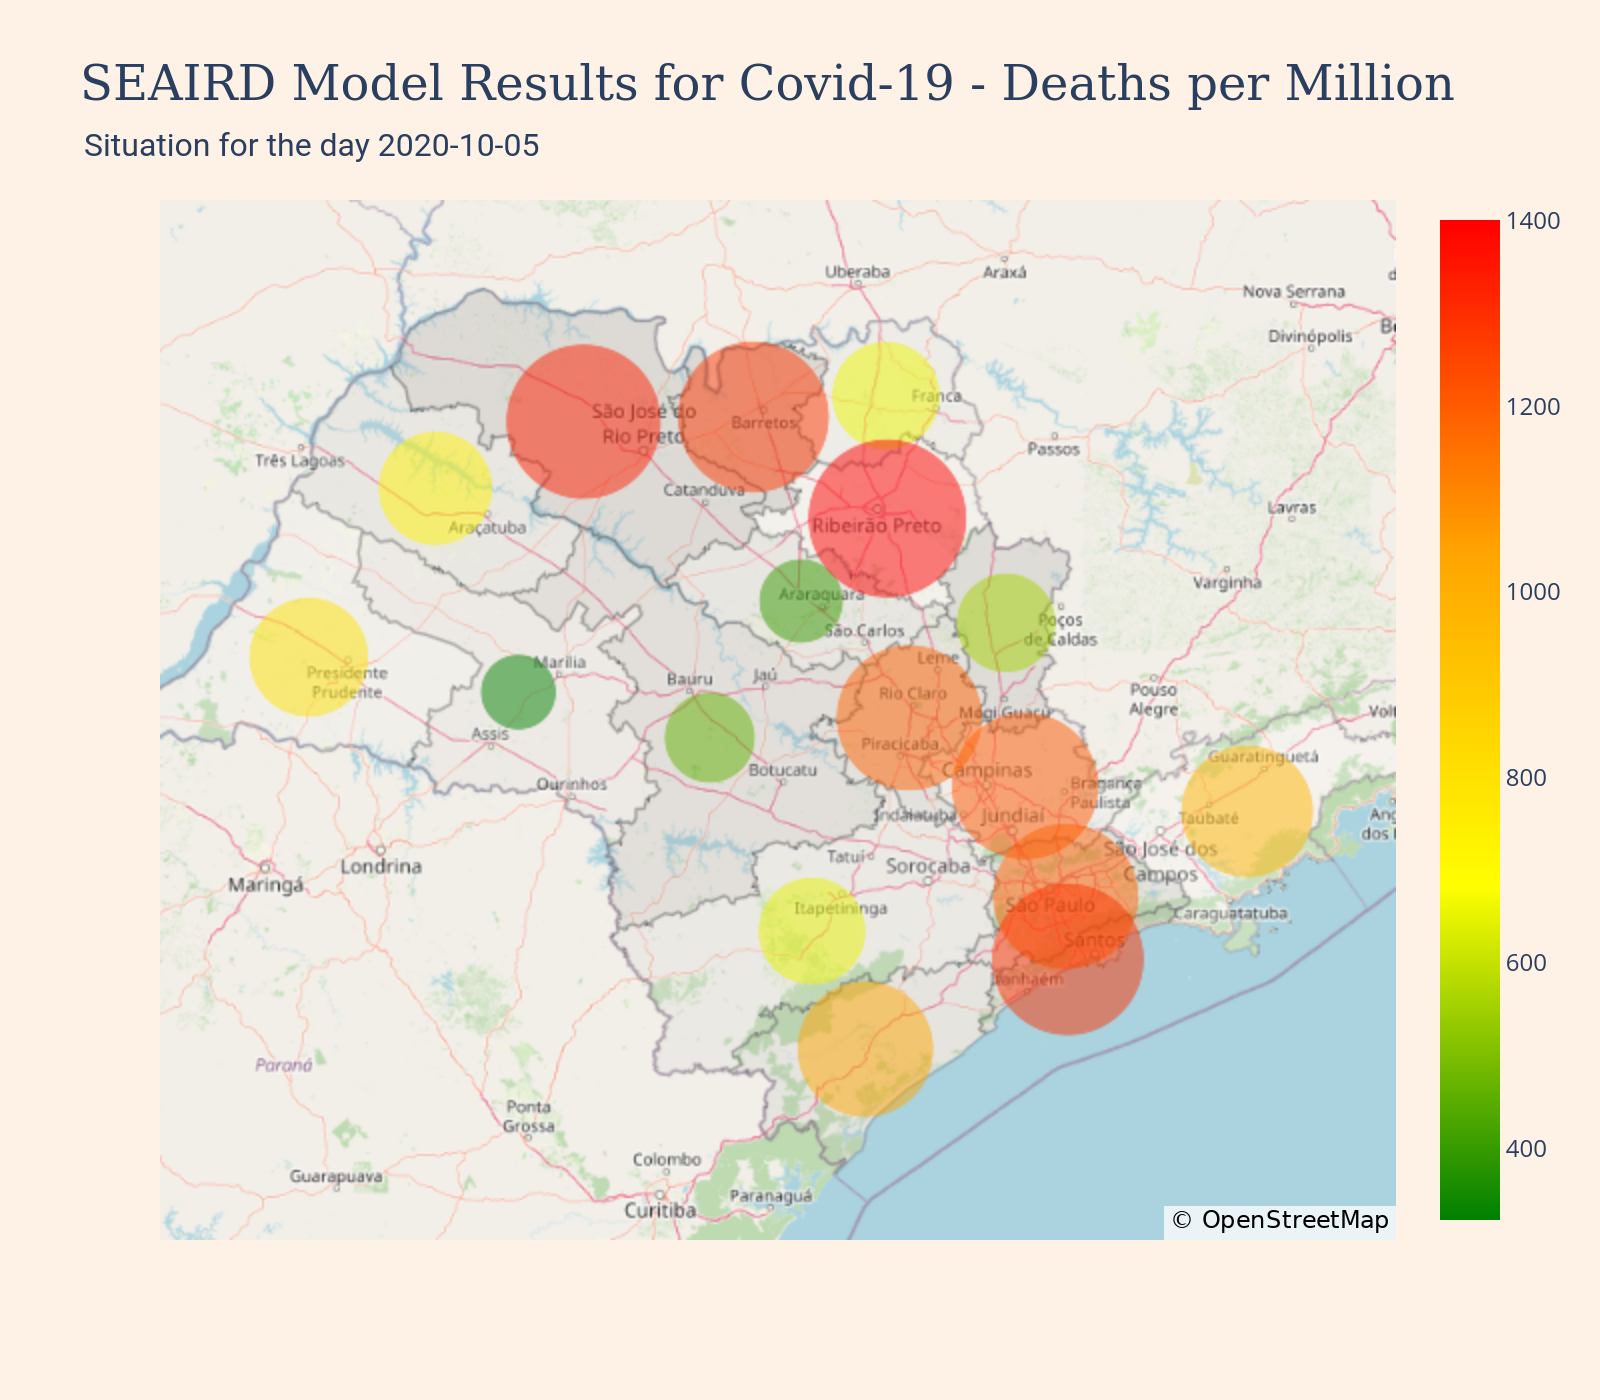 SEAIRD Model Results for Covid-19 - Deaths per Million
Situation for the day 2020-10-05
1400
1200
1000
800
600
400
Uberaba
Araxá
Nova Serrana
Divinópolis
São José do
Rio Preto
Barretos
Franca
Passos
Três Lagoas
Catanduva
Araçatuba
Ribeirão Preto
Lavras
Varginha
Araraquara
São Carlos
Poços
de Caldas
Leme
Marília
Presidente
Prudente
Bauru
Jaú
Rio Claro
Mogi Guaçu
Pouso
Alegre
Assis
Piracicaba
Guaratinguetá
Botucatu
Campinas
Ourinhos
Bragança
Paulista
Indaiatuba
Jundiaí
Taubaté
São José dos
Campos
Tatuí
Sorocaba
Londrina
Maringá
Itapetininga
São Paulo
Caraguatatuba
Santos
Itanhaém
Paraná
Ponta
Grossa
Colombo
Guarapuava
Paranaguá
Curitiba
© OpenStreetMap